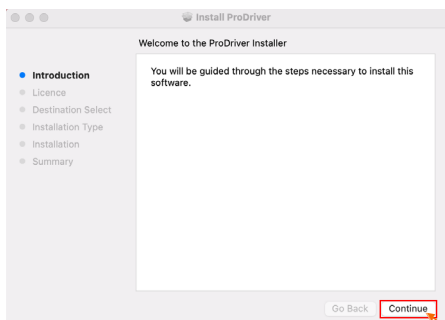 Install ProDriver
Welcome to the ProDriver Installer
Introduction
Licence
Destination Select
Installation Type
Installation
Summary
You will be guided through the steps necessary to install this
software.
Go Back
Continue